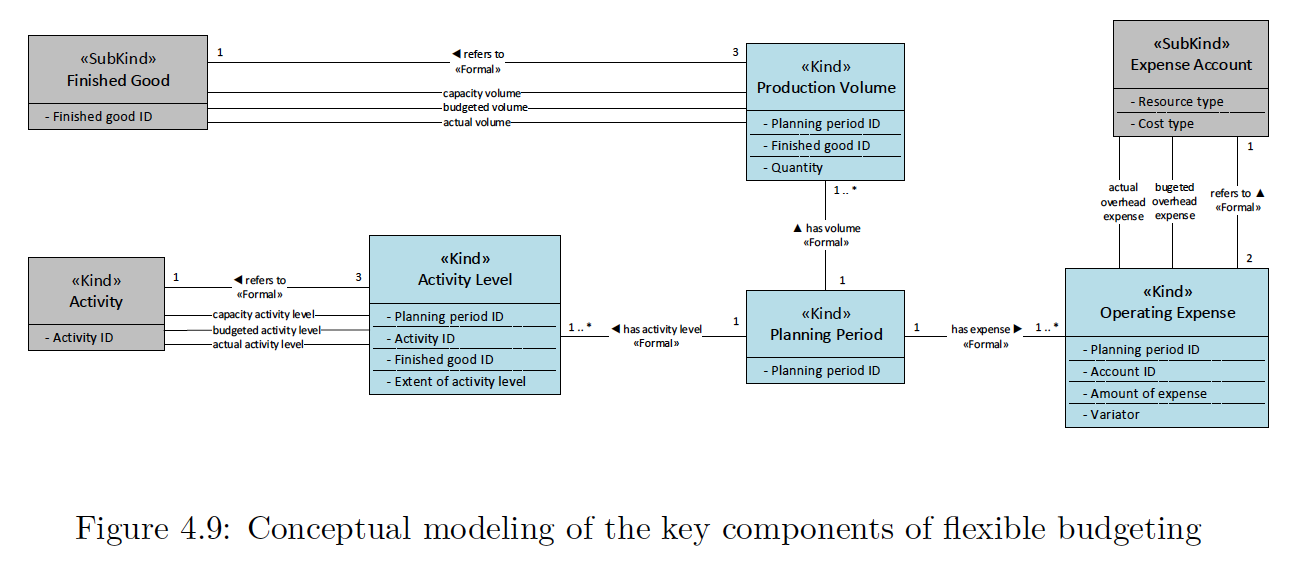 «SubKind»
Finished Good
- Finished good ID
1
◄ refers to
«Formal»
3
capacity volume
budgeted volume
actual volume
«Kind»
Production Volume
- Planning period ID
- Finished good ID
- Quantity
«SubKind»
Expense Account
- Resource type
- Cost type
1
actual
overhead
expense
bugeted
overhead
expense
refers to ▲
«Formal»
2
1 .. *
▲ has volume
«Formal»
1
«Kind»
Activity
- Activity ID
1
◄ refers to
«Formal»
3
capacity activity level
budgeted activity level
actual activity level
«Kind»
Activity Level
- Planning period ID
- Activity ID
- Finished good ID
- Extent of activity level
1 .. *
◄ has activity level
«Formal»
1
«Kind»
Planning Period
- Planning period ID
1
has expense ►
«Formal»
1 .. *
«Kind»
Operating Expense
- Planning period ID
- Account ID
- Amount of expense
- Variator
Figure 4.9: Conceptual modeling of the key components of flexible budgeting